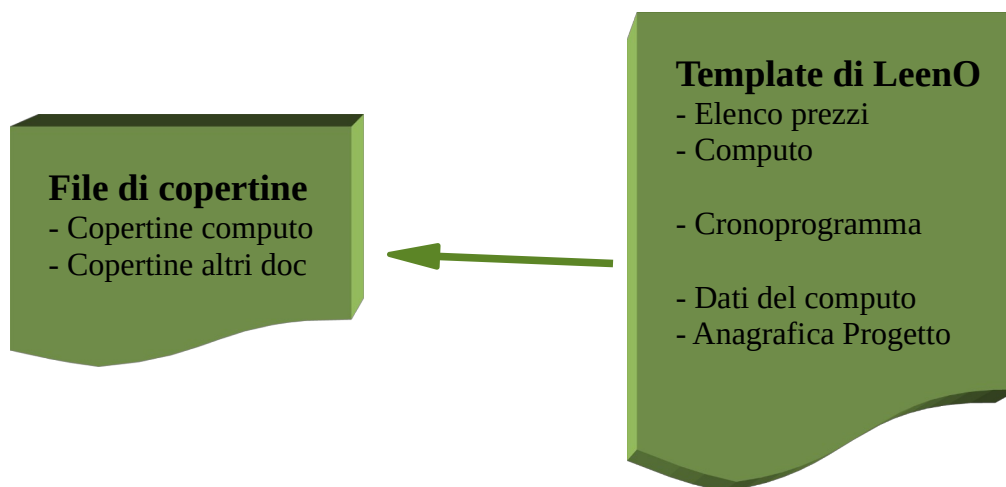 File di copertine
- Copertine computo
- Copertine altri doc
Template di LeenO
- Elenco prezzi
- Computo
- Cronoprogramma
- Dati del computo
- Anagrafica Progetto